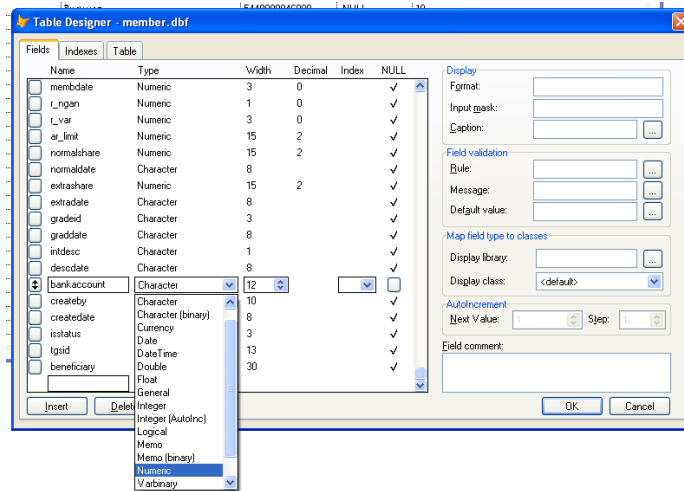 5440000046000 NULL 10
Table Designer - member.dbf
Fields Indexes Table
Name Type Width Decimal Index NULL
membdate Numeric 3 0
r_ngan Numeric 1 0
r_var Numeric 3 0
ar_limit Numeric 15 2
normalshare Numeric 15 2
normaldate Character 8
extrashare Numeric 15 2
extradate Character 8
gradeid Character 3
graddate Character 8
intdesc Character 1
descdate Character 8
bankaccount Character 12
createby 10
createdate 8
isstatus 3
tgsid 13
beneficiary 30
Character
Character (binary)
Currency
Date
DateTime
Double
Float
General
Integer
Integer (AutoInc)
Logical
Memo
Memo (binary)
Numeric
Varbinary
Insert Delete
Display
Format:
Input mask:
Caption: ...
Field validation
Rule: ...
Message: ...
Default value: ...
Map field type to classes
Display library: ...
Display class: <default>
AutoIncrement
Next Value: 1 Step: 1
Field comment:
OK Cancel